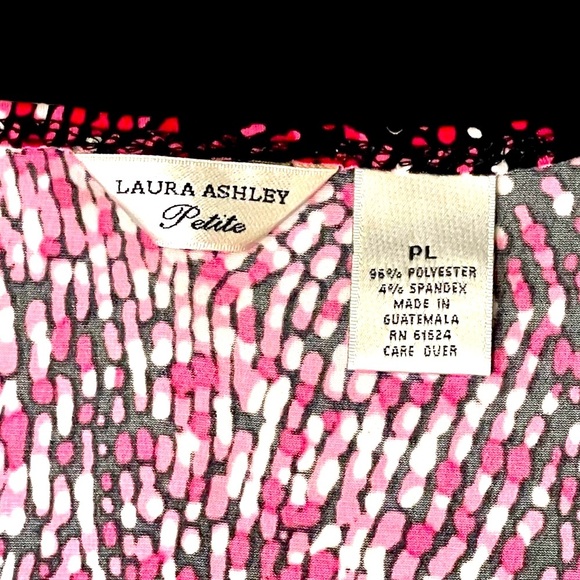 LAURA ASHLEY
Petite
PL
96% POLYESTER
4% SPANDEX
MADE IN
GUATEMALA
RN 61524
CARE OVER